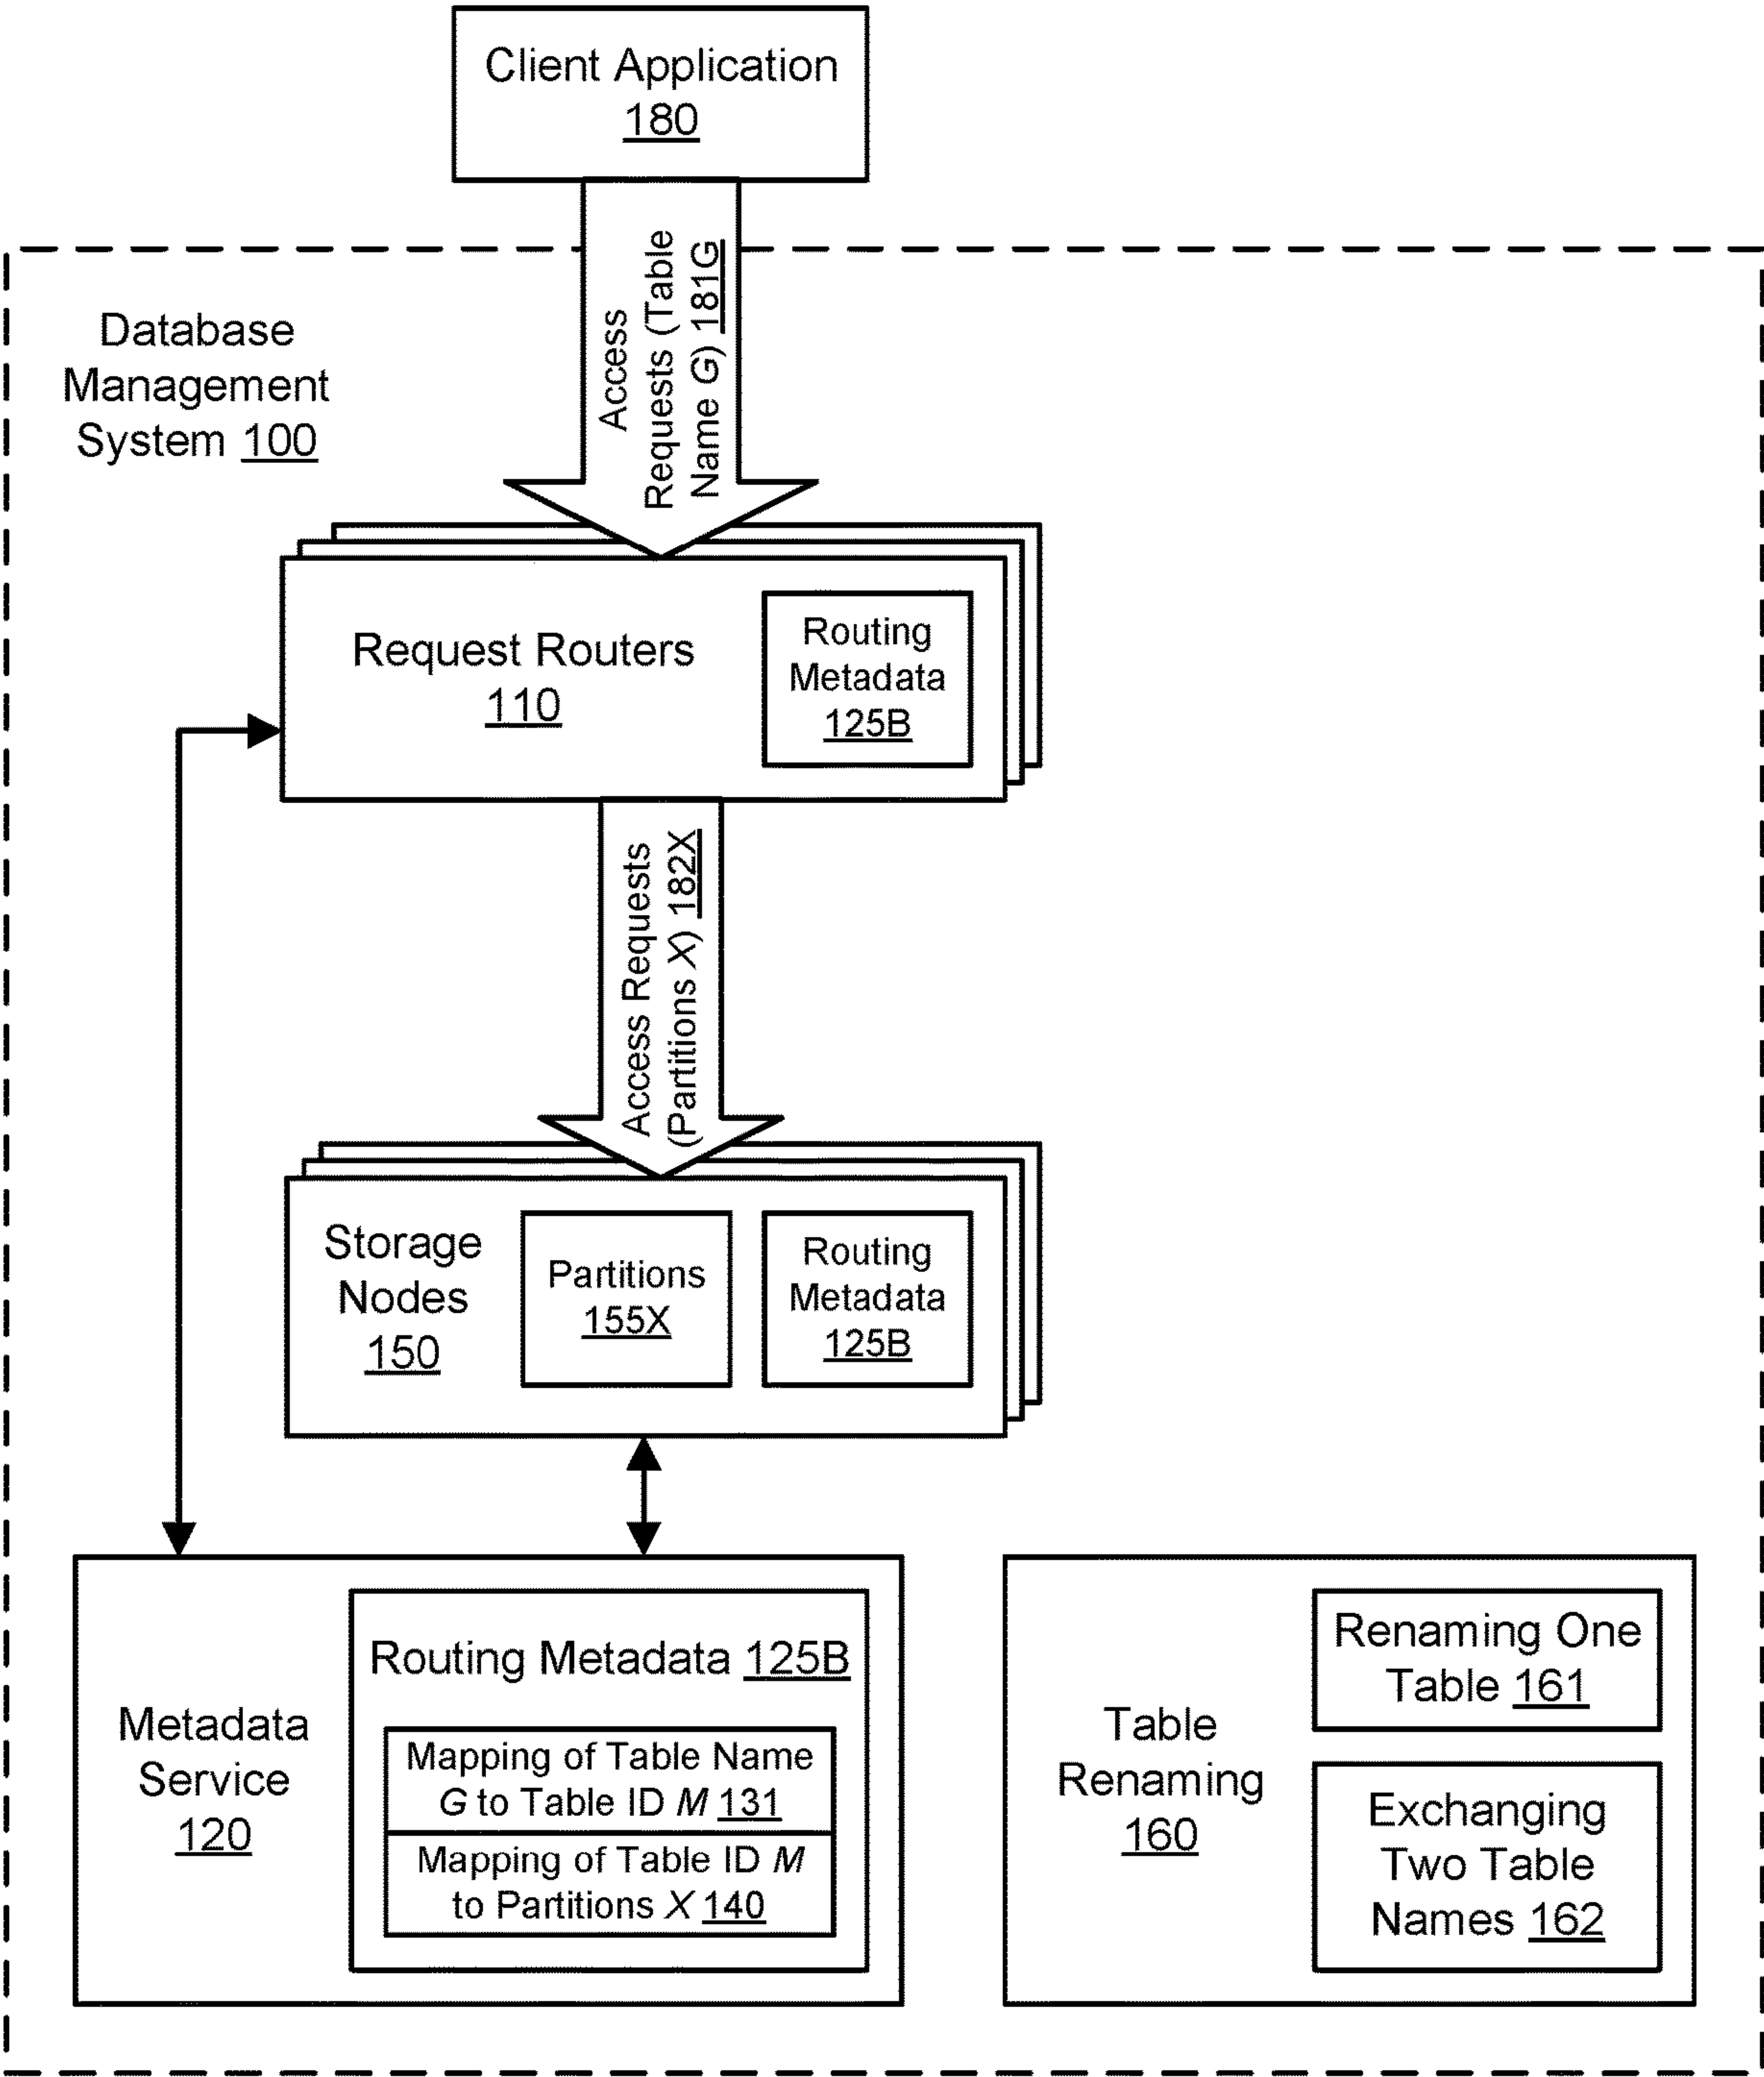 Client Application
180
Database
Management
System 100
Access
Requests (Table
Name G) 181G
Request Routers
110
Routing
Metadata
125B
Access Requests
(Partitions X) 182X
Storage
Nodes
150
Partitions
155X
Routing
Metadata
125B
Metadata
Service
120
Routing Metadata 125B
Mapping of Table Name
G to Table ID M 131
Mapping of Table ID M
to Partitions X 140
Table
Renaming
160
Renaming One
Table 161
Exchanging
Two Table
Names 162